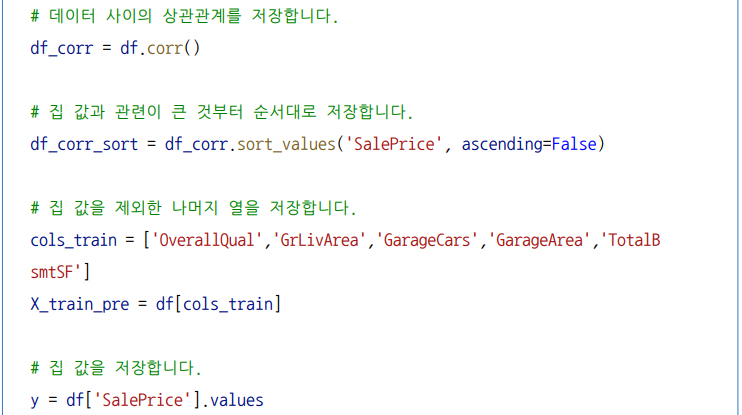 # 데이터 사이의 상관관계를 저장합니다.
df_corr = df.corr()
# 집 값과 관련이 큰 것부터 순서대로 저장합니다.
df_corr_sort = df_corr.sort_values('SalePrice', ascending=False)
# 집 값을 제외한 나머지 열을 저장합니다.
cols_train = ['OverallQual','GrLivArea','GarageCars','GarageArea','TotalB
smtSF']
X_train_pre = df[cols_train]
# 집 값을 저장합니다.
y = df['SalePrice'].values